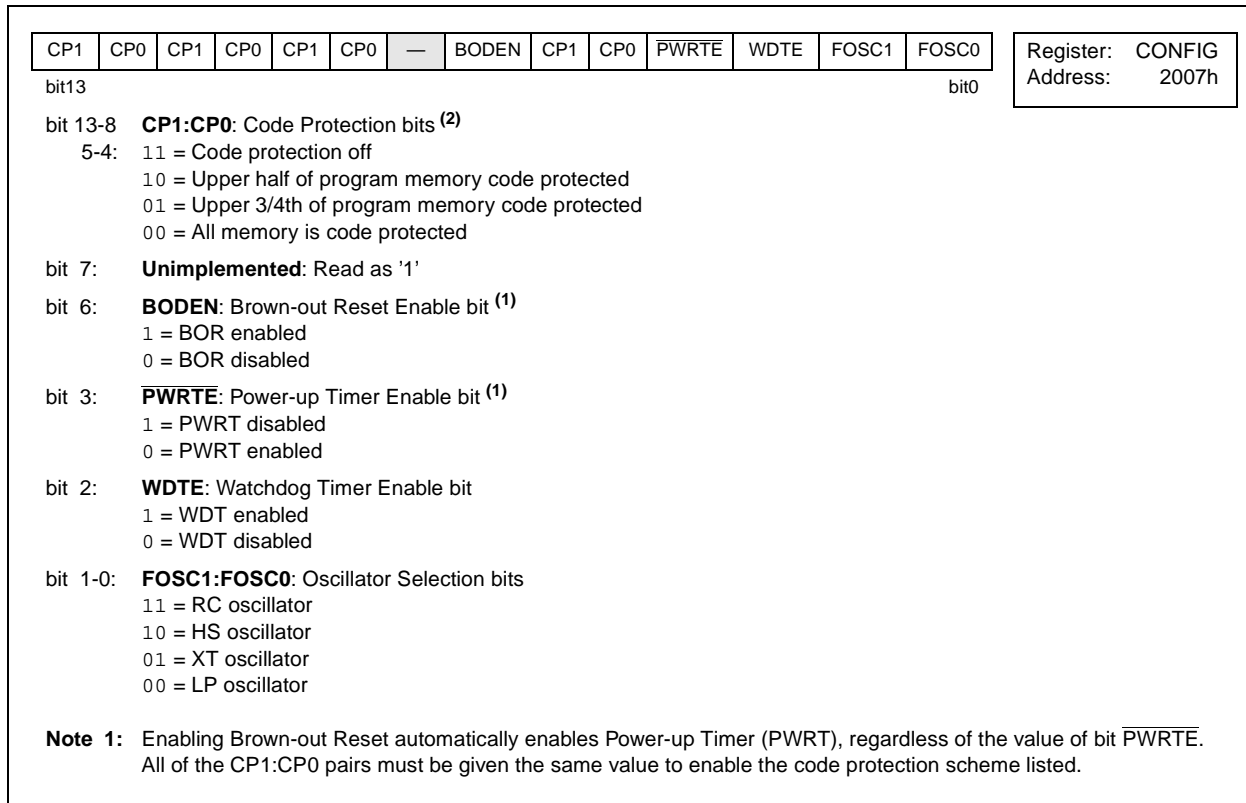 CP1 CP0 CP1 CP0 CP1 CP0 — BODEN CP1 CP0 PWRTE WDTE FOSC1 FOSC0
Register: CONFIG
Address: 2007h
bit13 bit0
bit 13-8 CP1:CP0: Code Protection bits (2)
5-4: 11 = Code protection off
10 = Upper half of program memory code protected
01 = Upper 3/4th of program memory code protected
00 = All memory is code protected
bit 7: Unimplemented: Read as '1'
bit 6: BODEN: Brown-out Reset Enable bit (1)
1 = BOR enabled
0 = BOR disabled
bit 3: PWRTE: Power-up Timer Enable bit (1)
1 = PWRT disabled
0 = PWRT enabled
bit 2: WDTE: Watchdog Timer Enable bit
1 = WDT enabled
0 = WDT disabled
bit 1-0: FOSC1:FOSC0: Oscillator Selection bits
11 = RC oscillator
10 = HS oscillator
01 = XT oscillator
00 = LP oscillator
Note 1: Enabling Brown-out Reset automatically enables Power-up Timer (PWRT), regardless of the value of bit PWRTE.
All of the CP1:CP0 pairs must be given the same value to enable the code protection scheme listed.